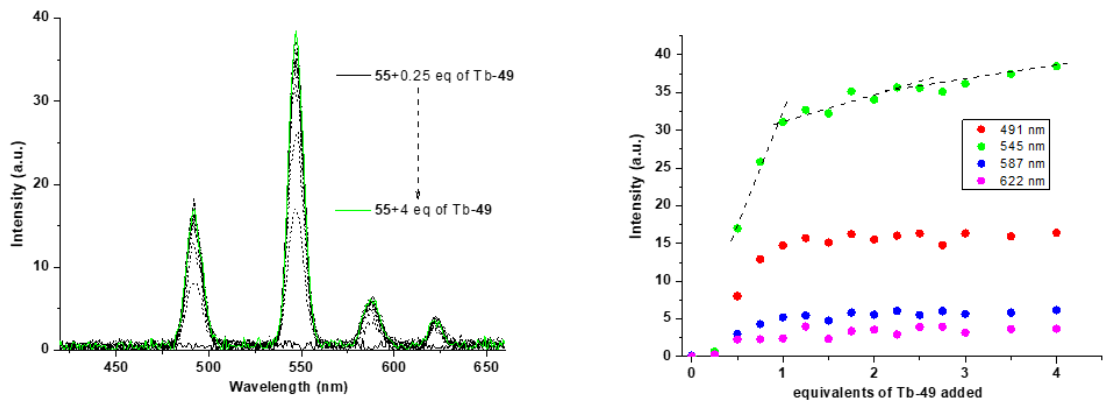 40
30
20
10
0
Intensity (a.u.)
450
500
550
600
650
Wavelength (nm)
55+0.25 eq of Tb-49
55+4 eq of Tb-49
40
35
30
25
20
15
10
5
0
Intensity (a.u.)
0
1
2
3
4
equivalents of Tb-49 added
491 nm
545 nm
587 nm
622 nm